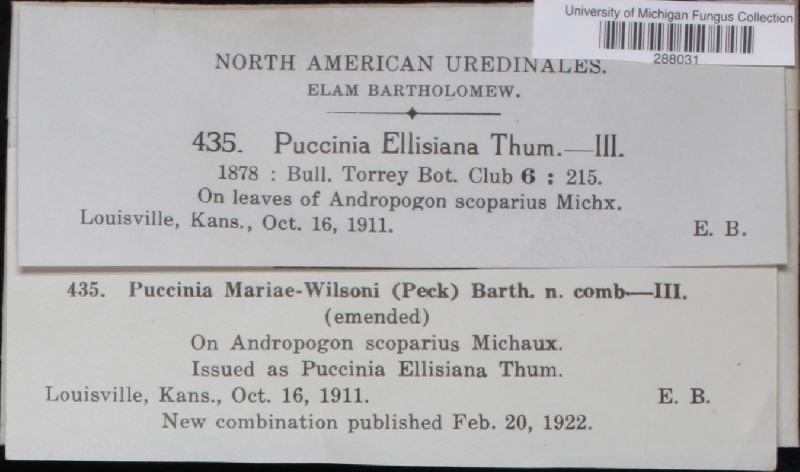 University of Michigan Fungus Collection
288031
NORTH AMERICAN UREDINALES.
ELAM BARTHOLOMEW.
435. Puccinia Ellisiana Thum.—III.
1878 : Bull. Torrey Bot. Club 6 : 215.
On leaves of Andropogon scoparius Michx.
Louisville, Kans., Oct. 16, 1911. E. B.
435. Puccinia Mariae-Wilsoni (Peck) Barth. n. comb—III.
(emended)
On Andropogon scoparius Michaux.
Issued as Puccinia Ellisiana Thum.
Louisville, Kans., Oct. 16, 1911. E. B.
New combination published Feb. 20, 1922.